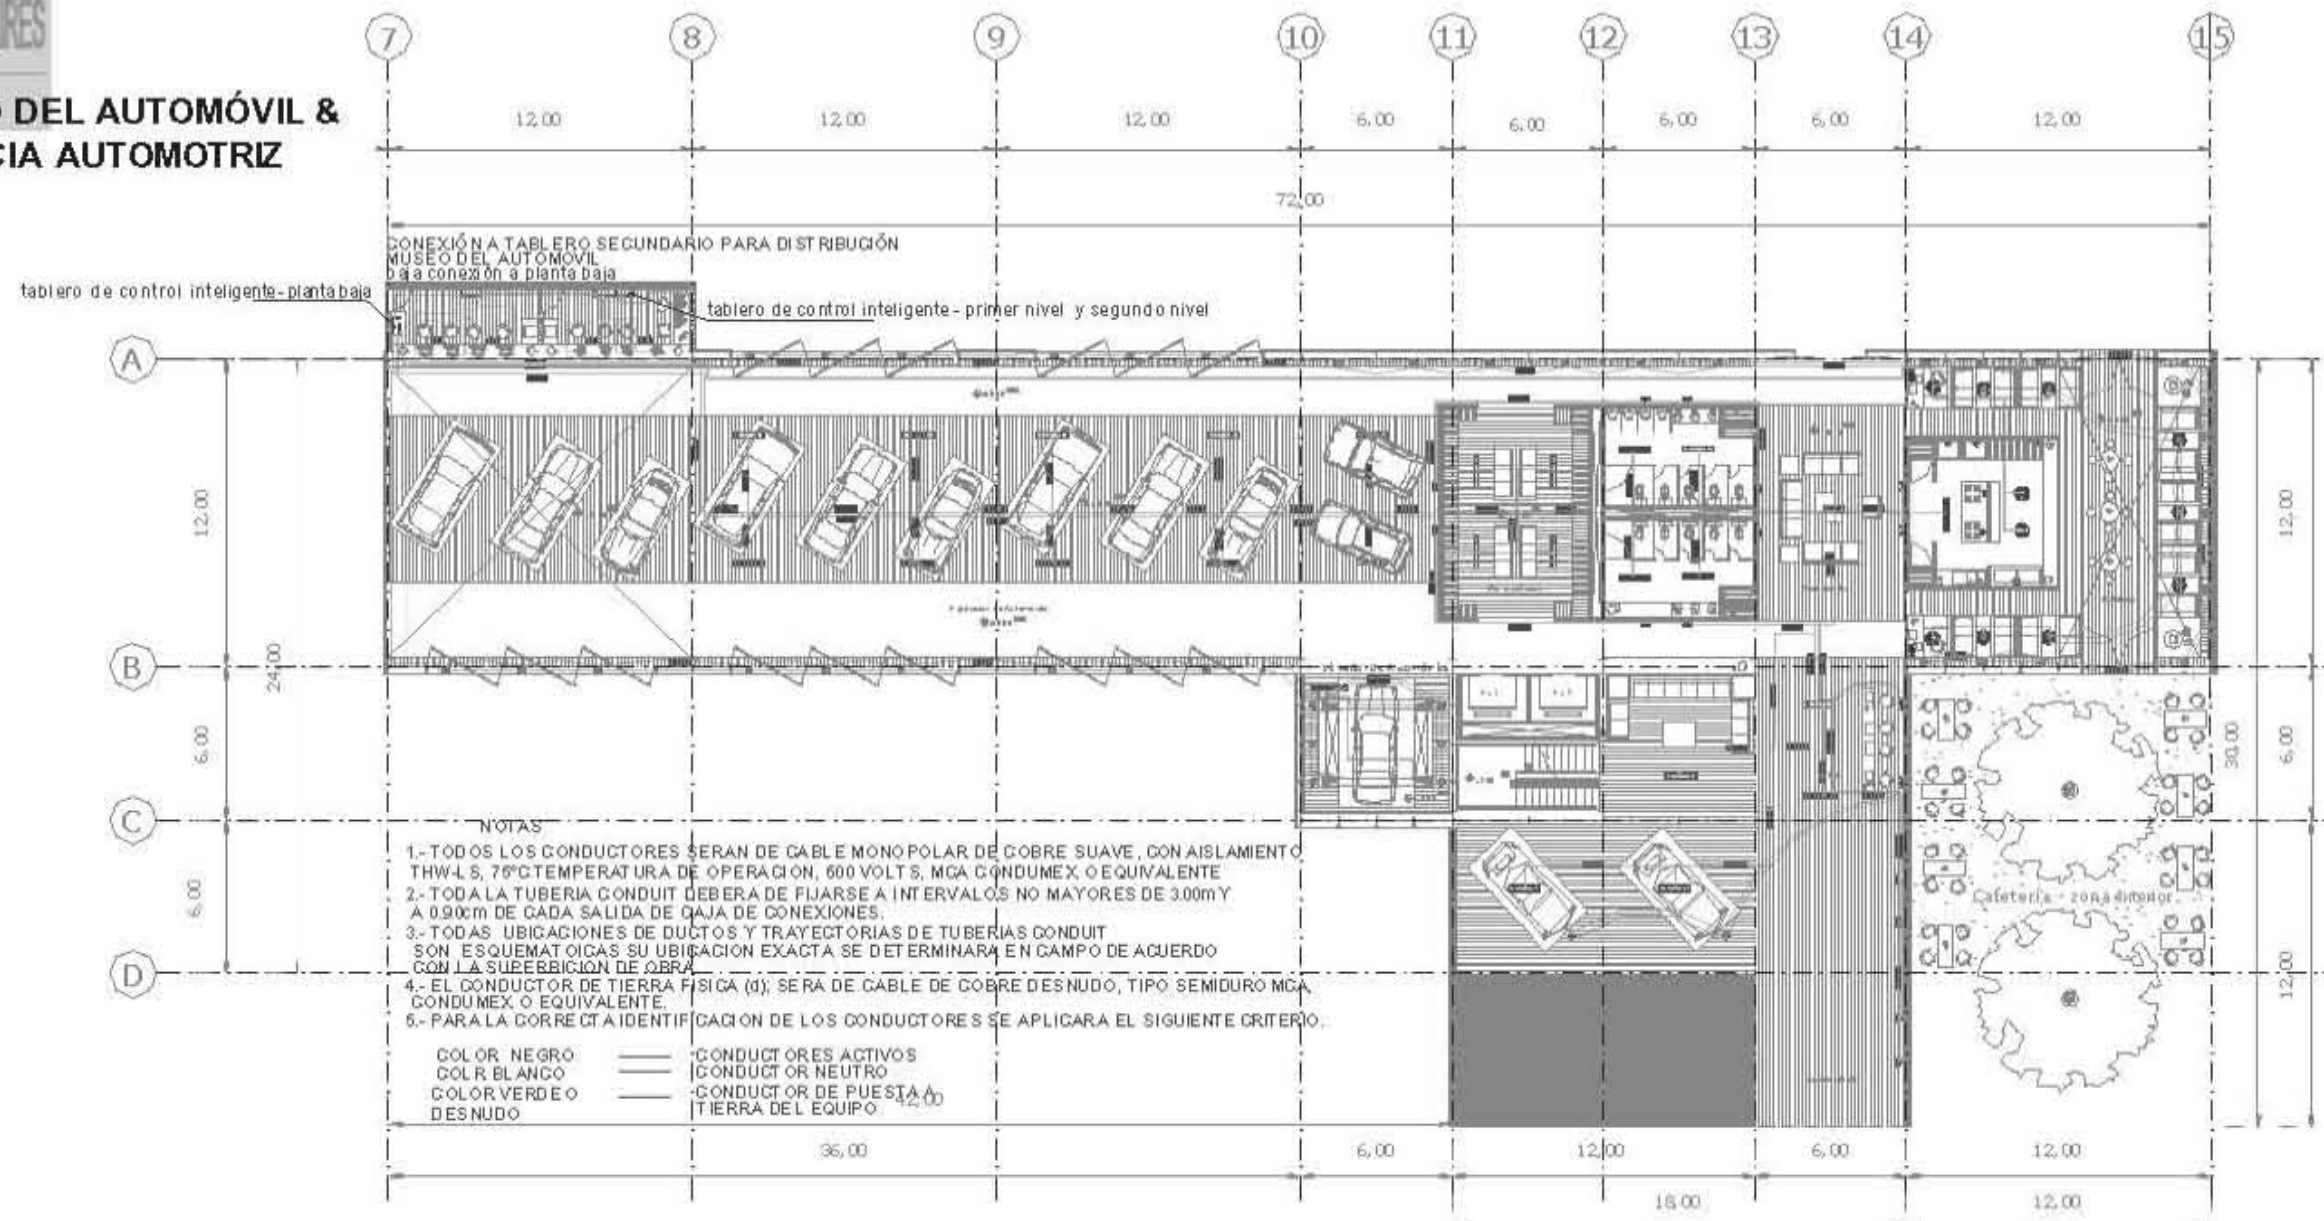 7 8 9 10 11 12 13 14 15
DEL AUTOMÓVIL &
CIA AUTOMOTRIZ
12,00 12,00 12,00 6,00 6,00 6,00 6,00 12,00
72,00
CONEXIÓN A TABLERO SECUNDARIO PARA DISTRIBUCIÓN
MUSEO DEL AUTOMOVIL
baja conexión a planta baja
tablero de control inteligente-planta baja
tablero de control inteligente - primer nivel y segundo nivel
A
12,00
12,00
B
24,00
6,00
30,00
6,00
C
NOTAS
1.- TODOS LOS CONDUCTORES SERAN DE CABLE MONOPOLAR DE COBRE SUAVE, CON AISLAMIENTO
THW-LS, 75°C TEMPERATURA DE OPERACION, 600 VOLTS, MCA CONDUMEX O EQUIVALENTE
2.- TODA LA TUBERIA CONDUIT DEBERA DE FIJARSE A INTERVALOS NO MAYORES DE 3.00m Y
A 0.90cm DE CADA SALIDA DE CAJA DE CONEXIONES.
3.- TODAS UBICACIONES DE DUCTOS Y TRAYECTORIAS DE TUBERIAS CONDUIT
SON ESQUEMATOICAS SU UBICACION EXACTA SE DETERMINARA EN CAMPO DE ACUERDO
CON LA SUPERBICION DE OBRA
4.- EL CONDUCTOR DE TIERRA FISICA (d); SERA DE CABLE DE COBRE DESNUDO, TIPO SEMIDURO MCA,
CONDUMEX O EQUIVALENTE.
5.- PARA LA CORRECTA IDENTIFICACION DE LOS CONDUCTORES SE APLICARA EL SIGUIENTE CRITERIO.
COLOR NEGRO CONDUCTORES ACTIVOS
COLR BLANCO CONDUCTOR NEUTRO
COLOR VERDE O CONDUCTOR DE PUESTA A
DESNUDO TIERRA DEL EQUIPO
42,00
6,00
Cafetería - zona exterior
D
12,00
36,00 6,00 12,00 6,00 12,00
18,00 12,00